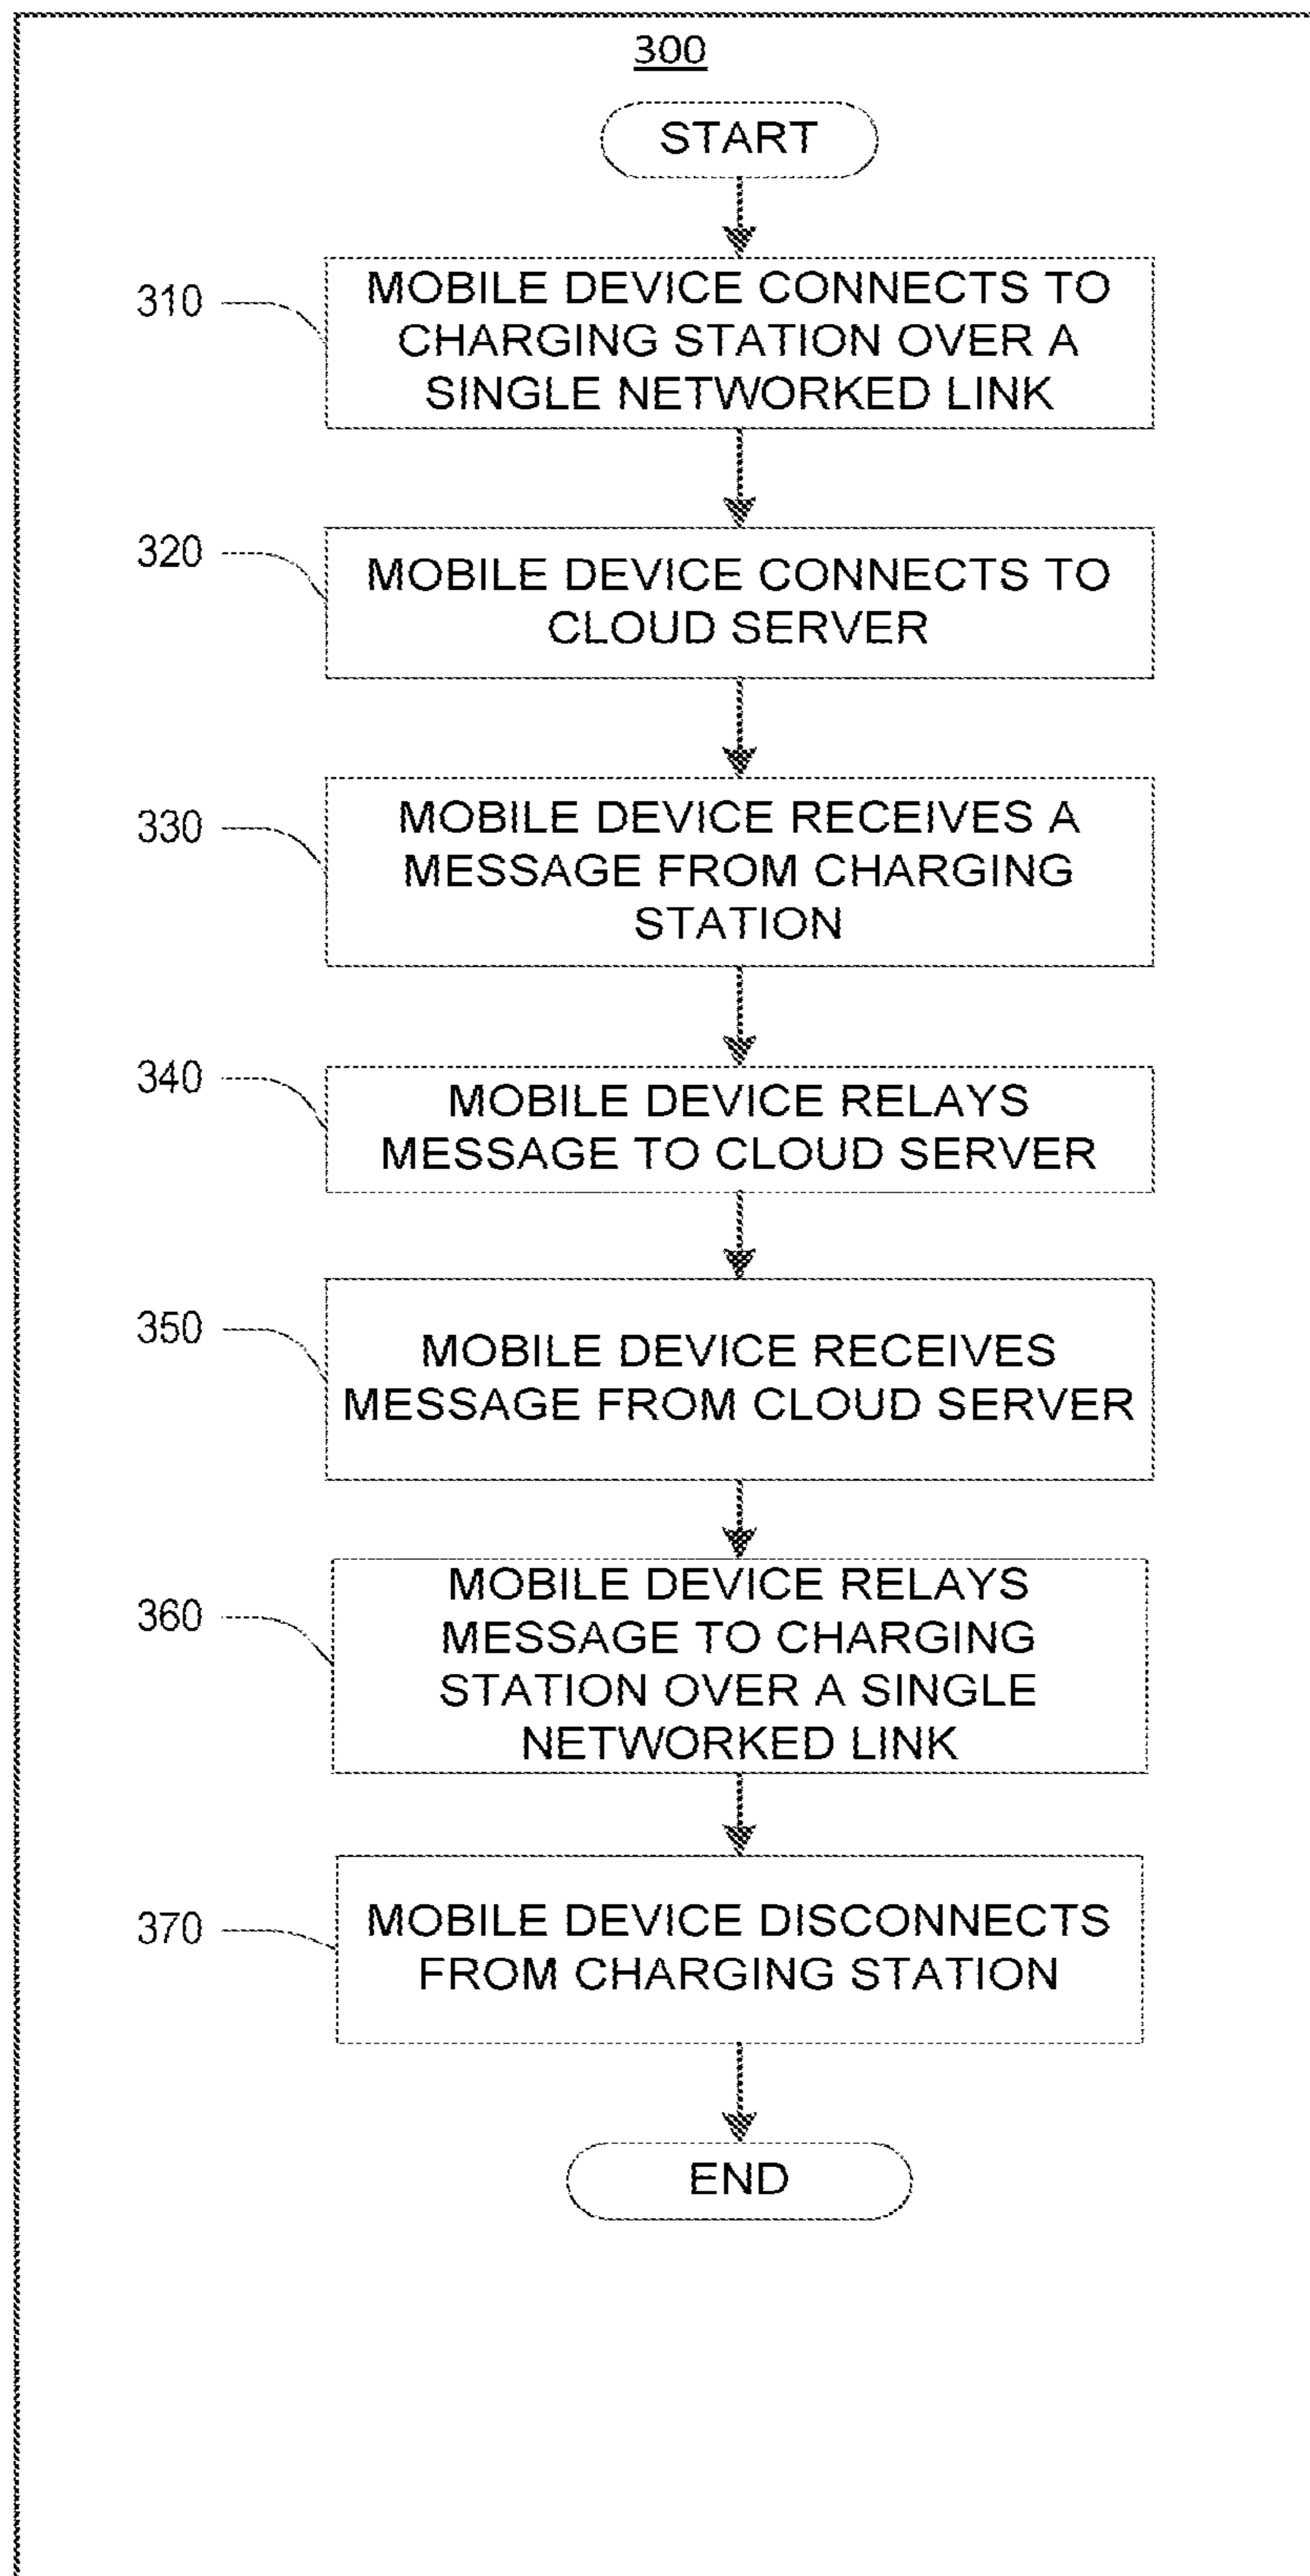 300
START
310
MOBILE DEVICE CONNECTS TO
CHARGING STATION OVER A
SINGLE NETWORKED LINK
320
MOBILE DEVICE CONNECTS TO
CLOUD SERVER
330
MOBILE DEVICE RECEIVES A
MESSAGE FROM CHARGING
STATION
340
MOBILE DEVICE RELAYS
MESSAGE TO CLOUD SERVER
350
MOBILE DEVICE RECEIVES
MESSAGE FROM CLOUD SERVER
360
MOBILE DEVICE RELAYS
MESSAGE TO CHARGING
STATION OVER A SINGLE
NETWORKED LINK
370
MOBILE DEVICE DISCONNECTS
FROM CHARGING STATION
END